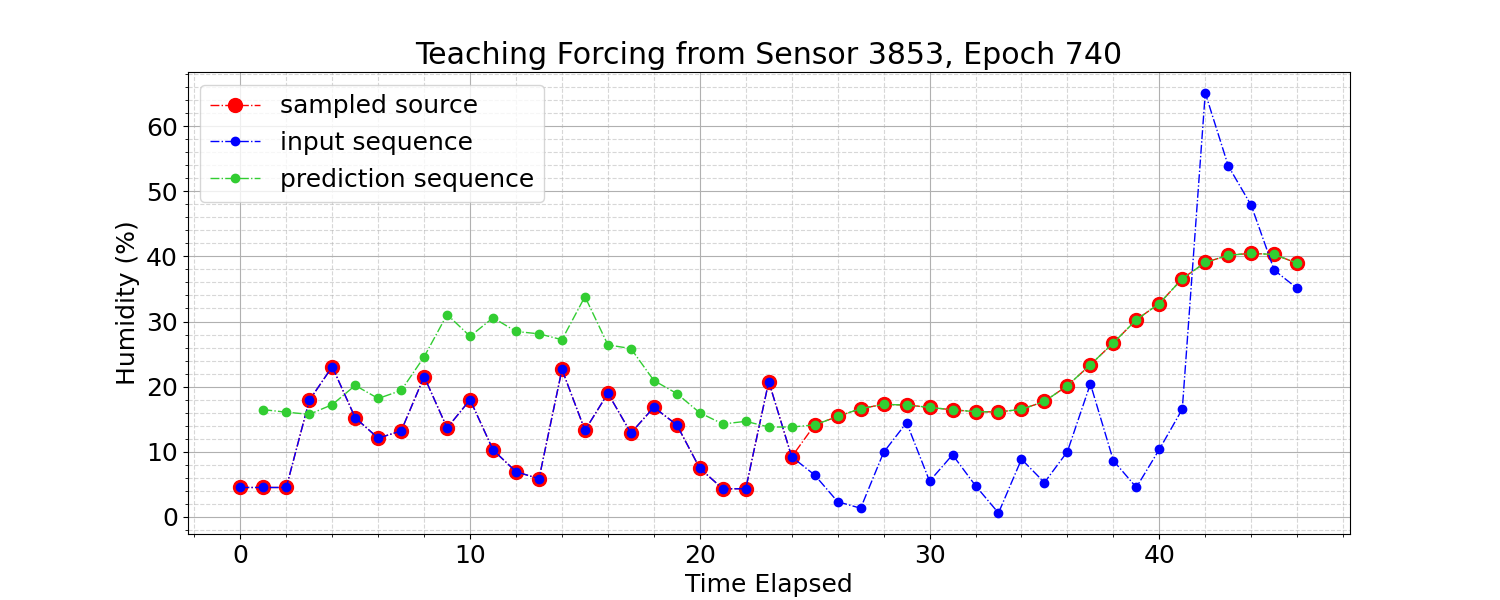 Teaching Forcing from Sensor 3853, Epoch 740
sampled source
input sequence
prediction sequence
Humidity (%)
60
50
40
30
20
10
0
0 10 20 30 40
Time Elapsed